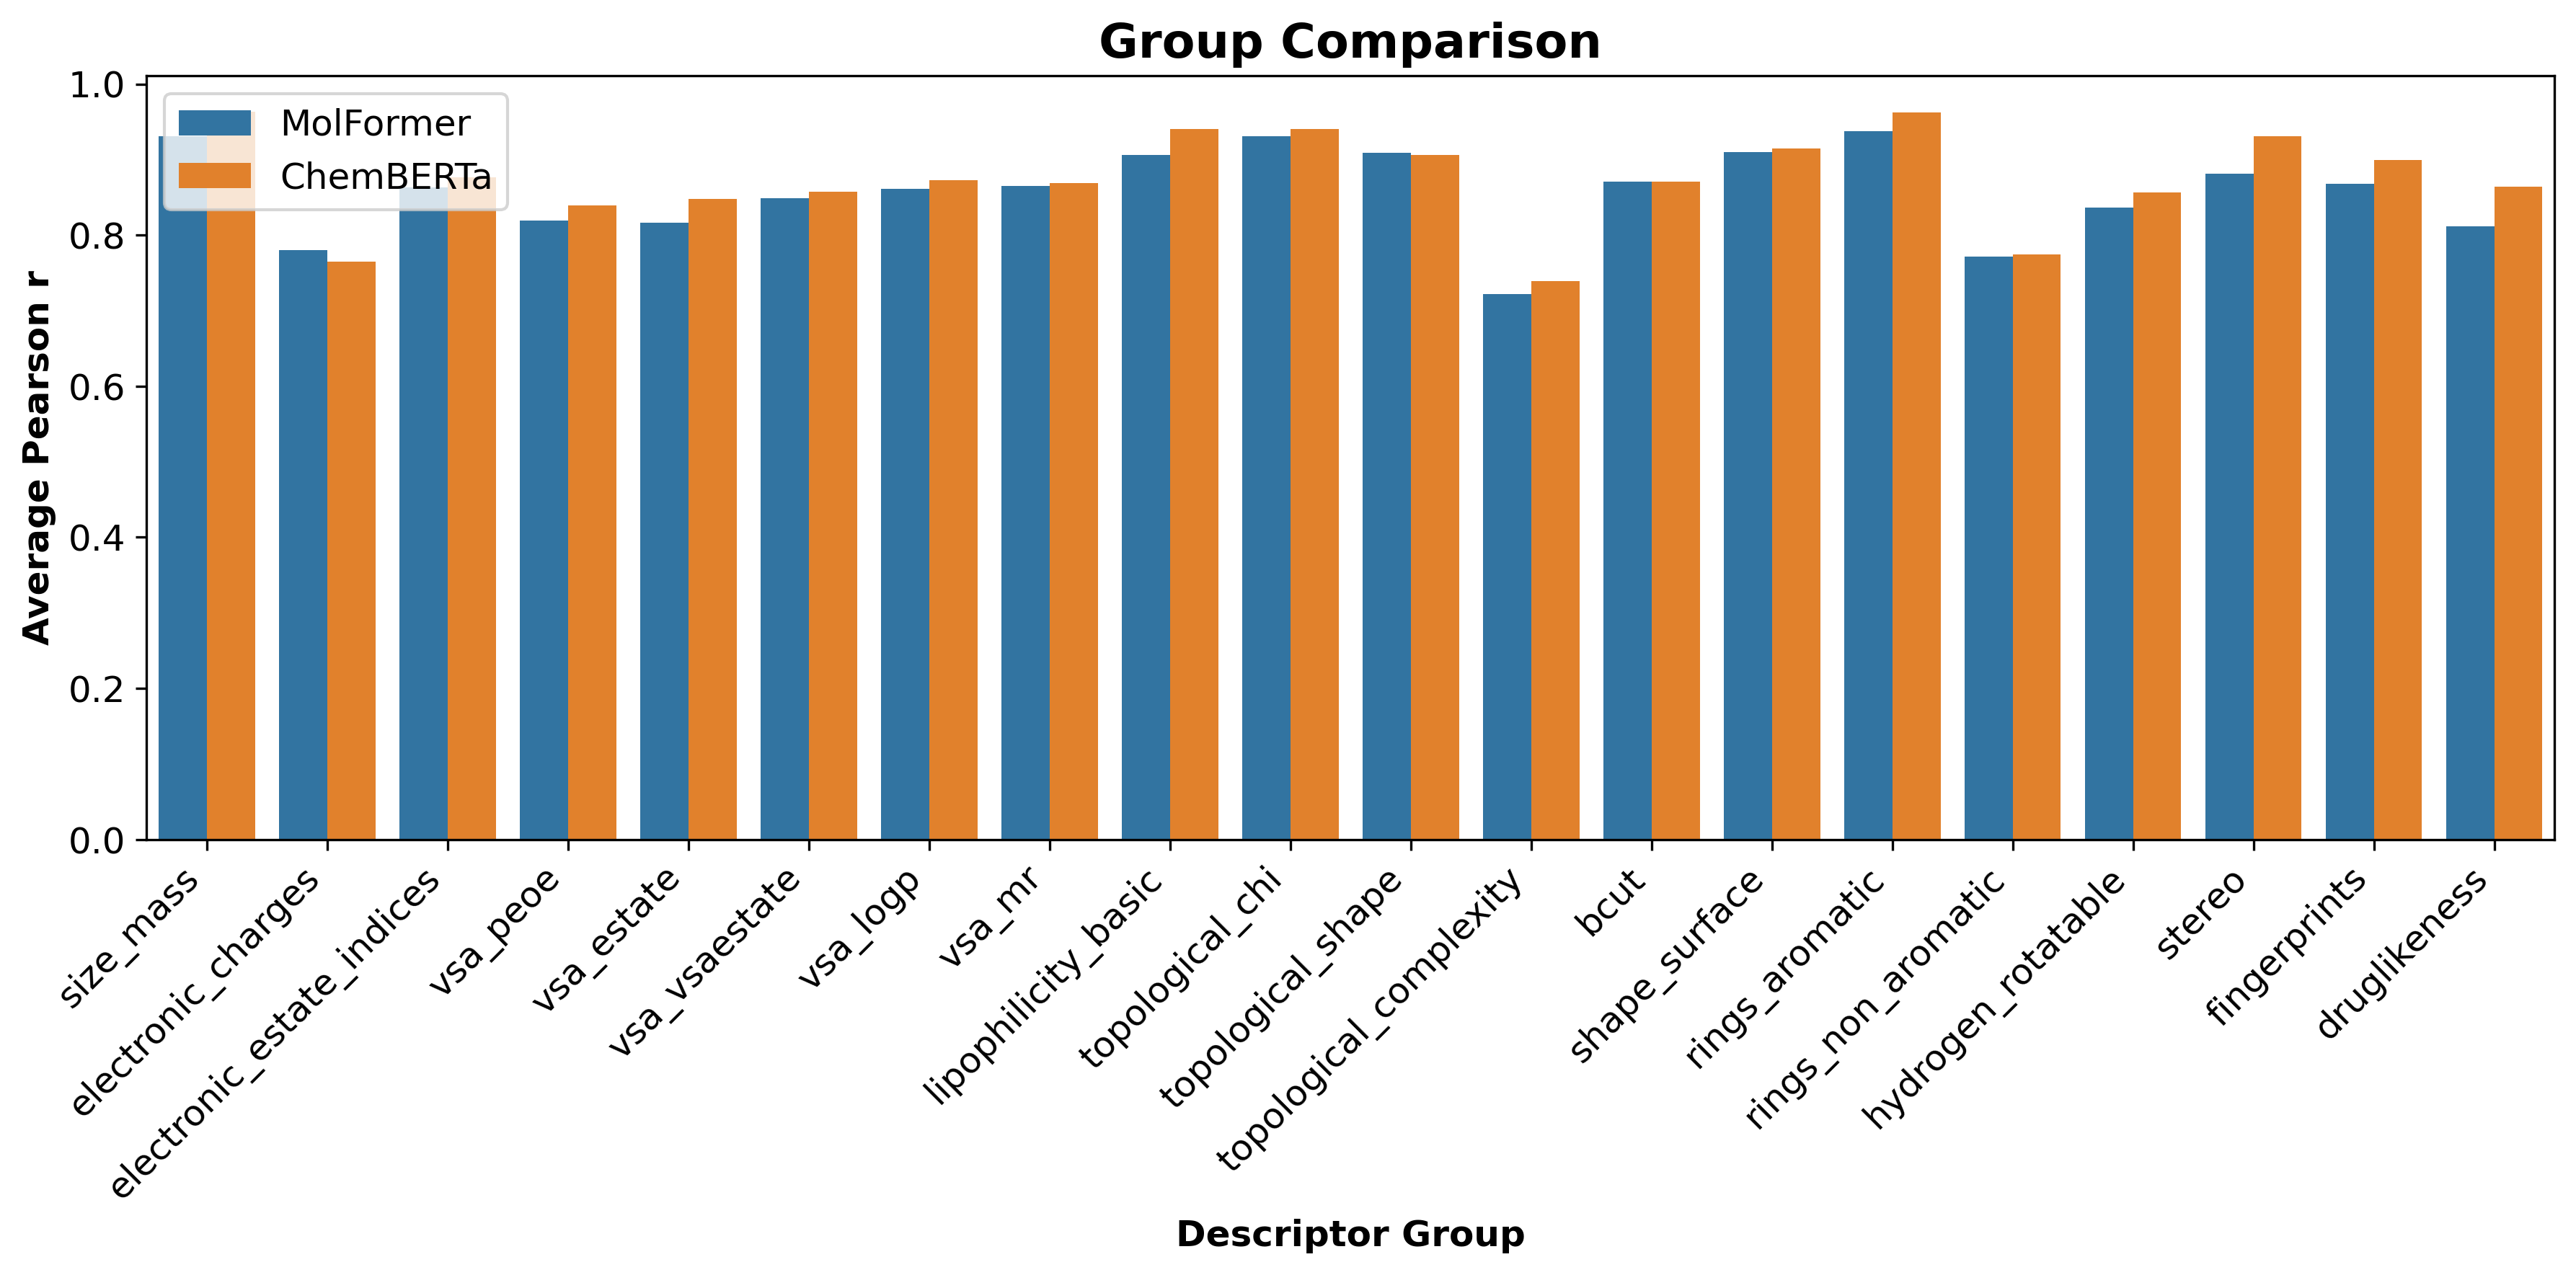 Group Comparison
1.0
0.8
0.6
0.4
0.2
0.0
Average Pearson r
MolFormer
ChemBERTa
size_mass
electronic_charges
electronic_estate_indices
vsa_peoe
vsa_estate
vsa_vsaestate
vsa_logp
vsa_mr
lipophilicity_basic
topological_chi
topological_shape
topological_complexity
bcut
shape_surface
rings_aromatic
rings_non_aromatic
hydrogen_rotatable
stereo
fingerprints
druglikeness
Descriptor Group